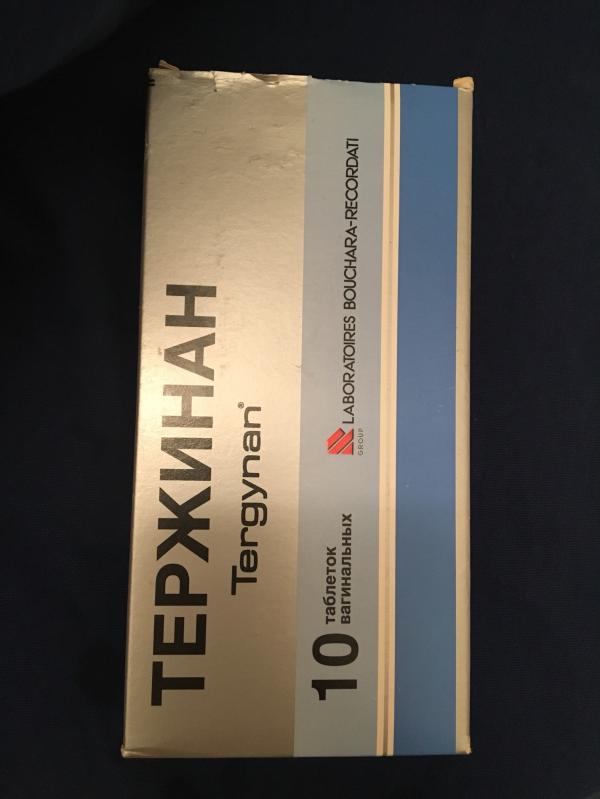 ТЕРЖИНАН
Tergynan®
10 таблеток
вагинальных
GROUP
LABORATOIRES BOUCHARA-RECORDATI